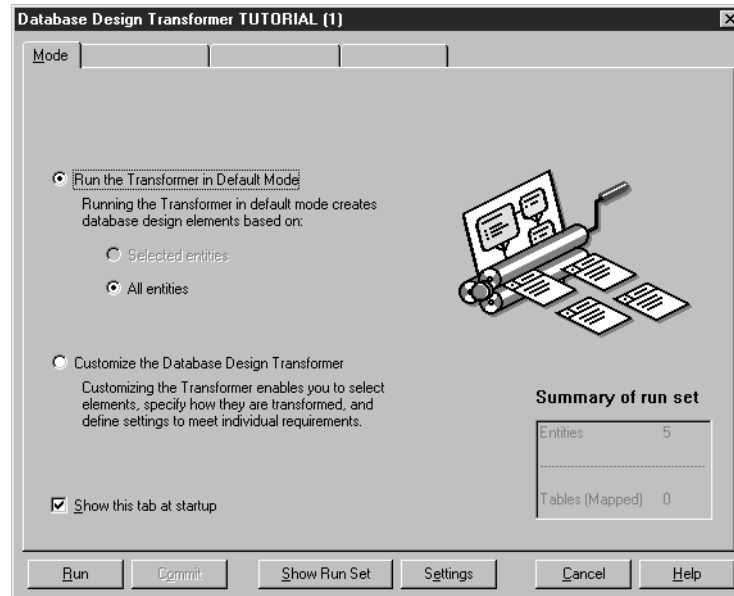 Database Design Transformer TUTORIAL (1)
Mode
Run the Transformer in Default Mode
Running the Transformer in default mode creates
database design elements based on:
Selected entities
All entities
Customize the Database Design Transformer
Customizing the Transformer enables you to select
elements, specify how they are transformed, and
define settings to meet individual requirements.
Summary of run set
Entities 5
Tables (Mapped) 0
Show this tab at startup
Run
Commit
Show Run Set
Settings
Cancel
Help